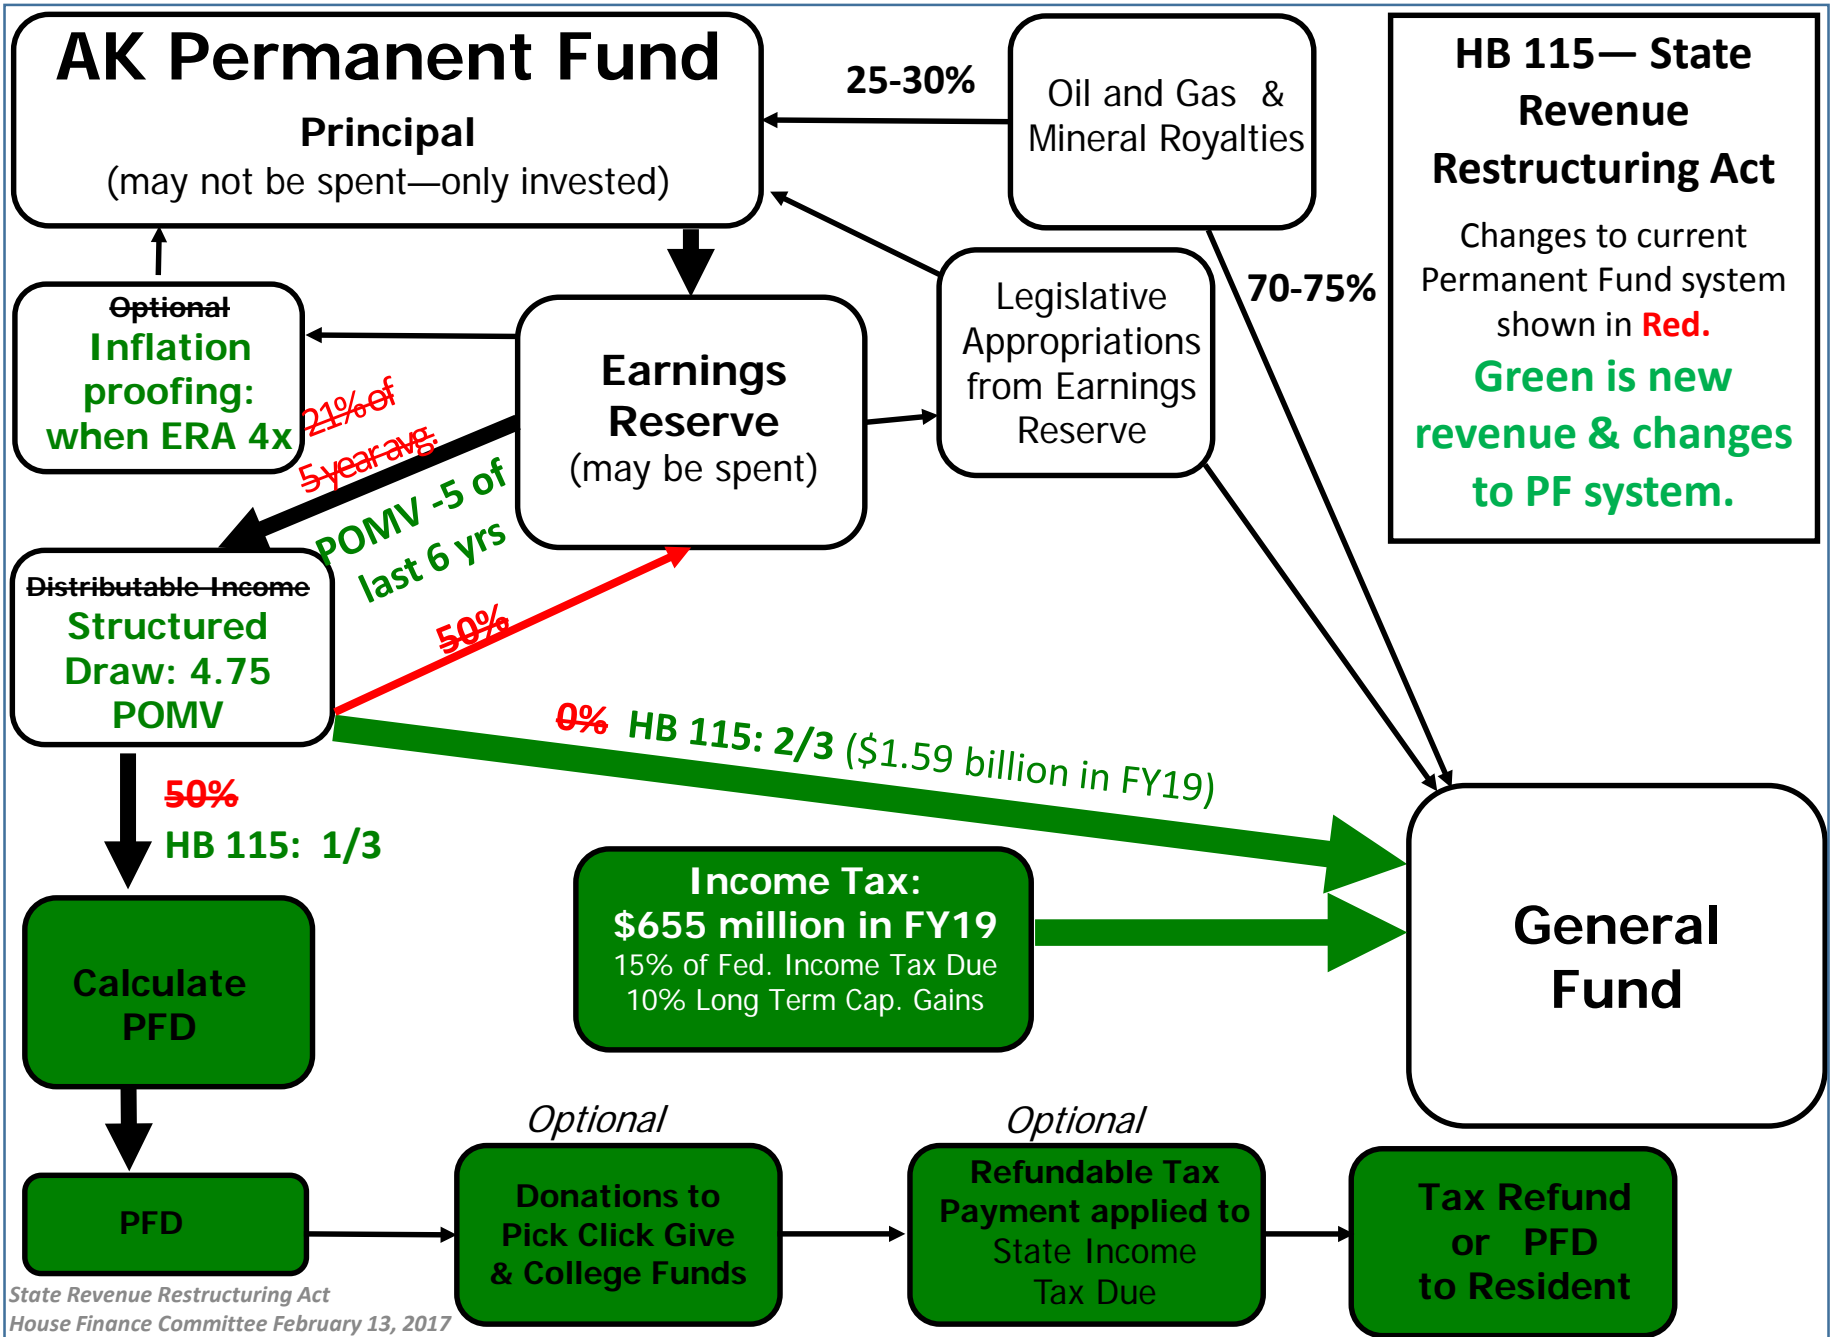 AK Permanent Fund
Principal
(may not be spent—only invested)
25-30%
Oil and Gas &
Mineral Royalties
HB 115— State
Revenue
Restructuring Act
Changes to current
Permanent Fund system
shown in Red.
Green is new
revenue & changes
to PF system.
Optional
Inflation
proofing:
when ERA 4x
21% of
5 year avg.
POMV -5 of
last 6 yrs
Earnings
Reserve
(may be spent)
Legislative
Appropriations
from Earnings
Reserve
70-75%
Distributable Income
Structured
Draw: 4.75
POMV
50%
0% HB 115: 2/3 ($1.59 billion in FY19)
50%
HB 115: 1/3
Income Tax:
$655 million in FY19
15% of Fed. Income Tax Due
10% Long Term Cap. Gains
General
Fund
Calculate
PFD
PFD
Optional
Donations to
Pick Click Give
& College Funds
Optional
Refundable Tax
Payment applied to
State Income
Tax Due
Tax Refund
or PFD
to Resident
State Revenue Restructuring Act
House Finance Committee February 13, 2017